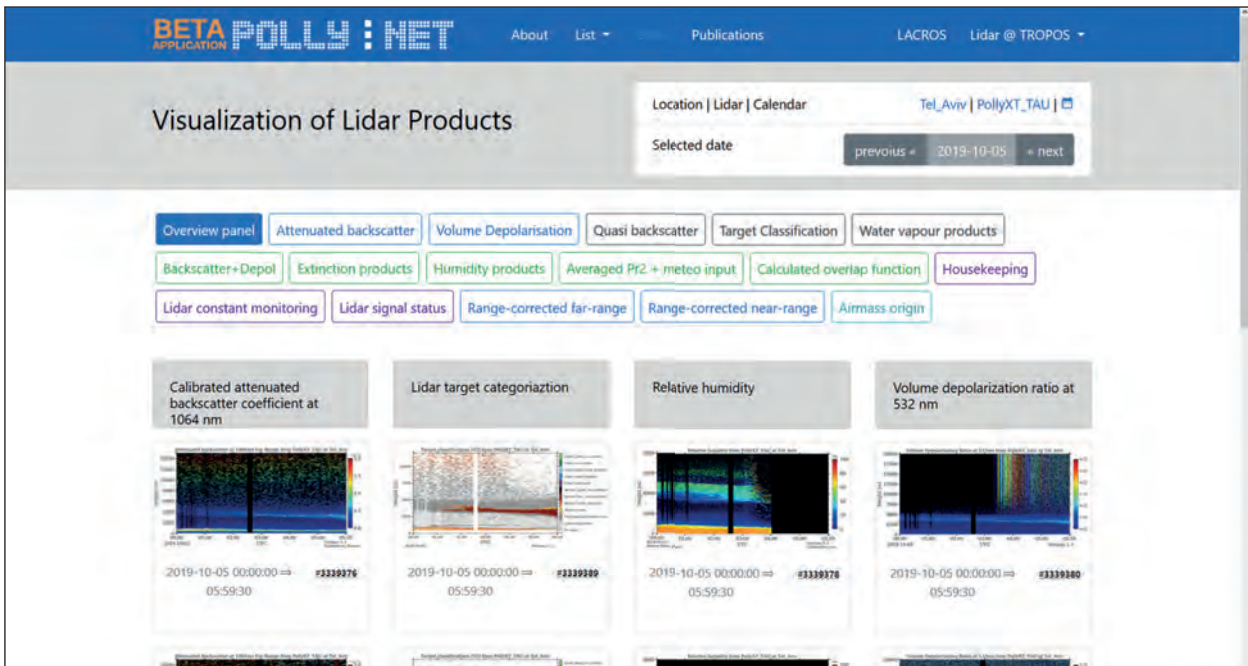 BETA
APPLICATION
POLLY NET
About List Publications LACROS Lidar @ TROPOS
Visualization of Lidar Products
Location | Lidar | Calendar Tel_Aviv | PollyXT_TAU |
Selected date prevoius « 2019-10-05 « next
Overview panel Attenuated backscatter Volume Depolarisation Quasi backscatter Target Classification Water vapour products
Backscatter+Depol Extinction products Humidity products Averaged Pr2 + meteo input Calculated overlap function Housekeeping
Lidar constant monitoring Lidar signal status Range-corrected far-range Range-corrected near-range Airmass origin
Calibrated attenuated
backscatter coefficient at
1064 nm
Lidar target categoriaztion
Relative humidity
Volume depolarization ratio at
532 nm
2019-10-05 00:00:00 ⇒ #3339376
05:59:30
2019-10-05 00:00:00 ⇒ #3339389
05:59:30
2019-10-05 00:00:00 ⇒ #3339378
05:59:30
2019-10-05 00:00:00 ⇒ #3339380
05:59:30